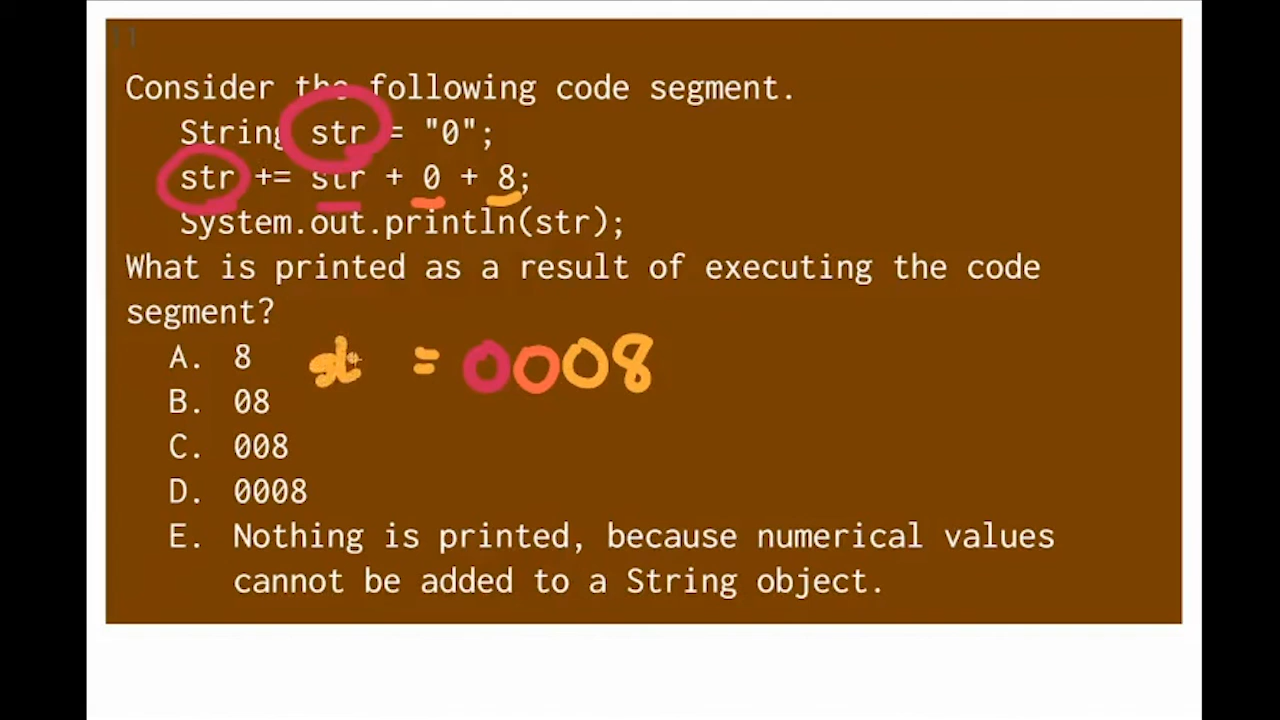 11
Consider the following code segment.
String str = "0";
str += str + 0 + 8;
System.out.println(str);
What is printed as a result of executing the code
segment?
A. 8
st = 0008
B. 08
C. 008
D. 0008
E. Nothing is printed, because numerical values
cannot be added to a String object.